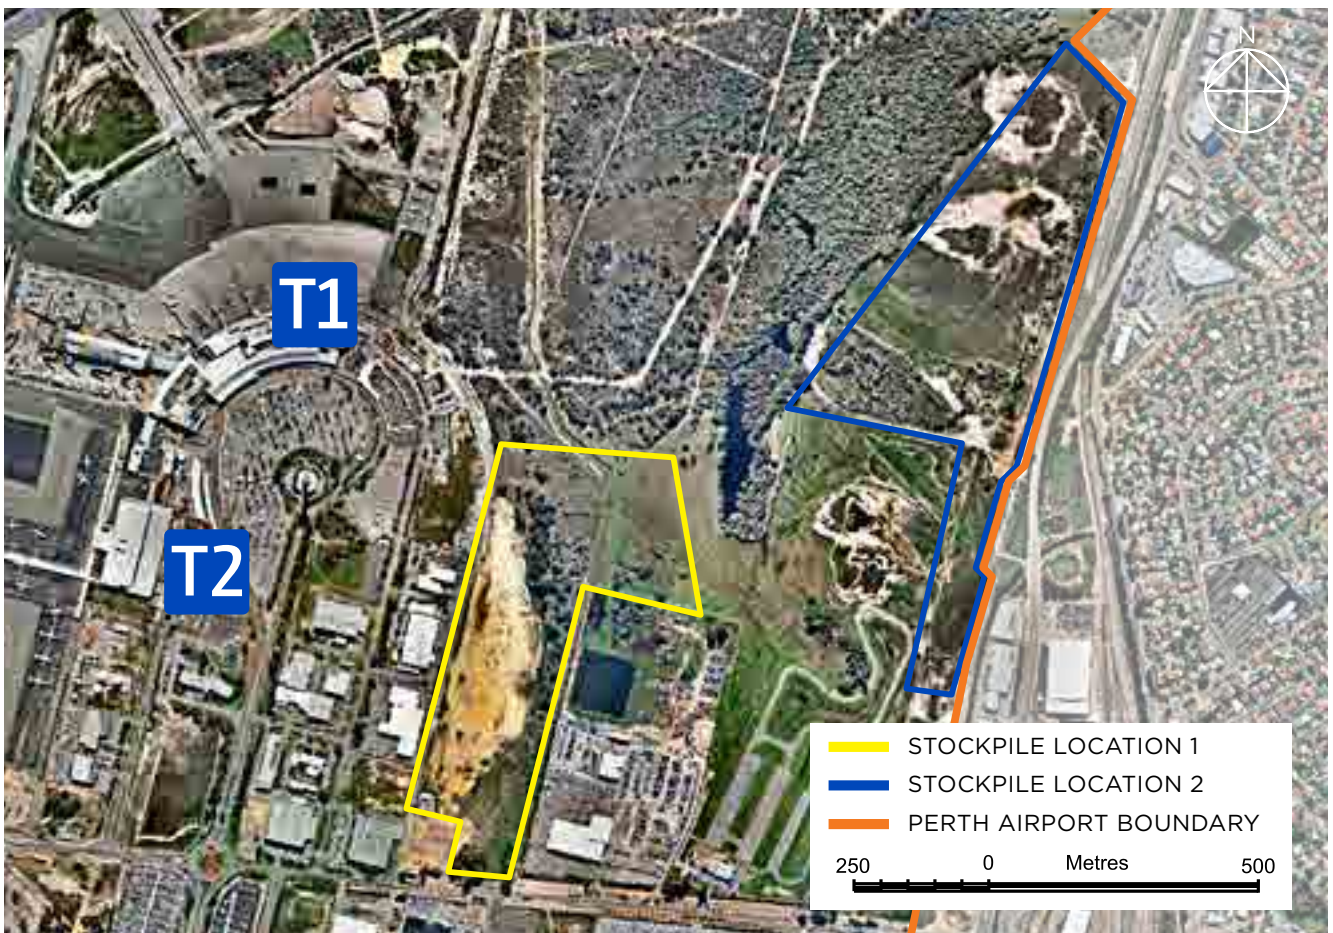 N
T1
T2
STOCKPILE LOCATION 1
STOCKPILE LOCATION 2
PERTH AIRPORT BOUNDARY
250 0 Metres 500